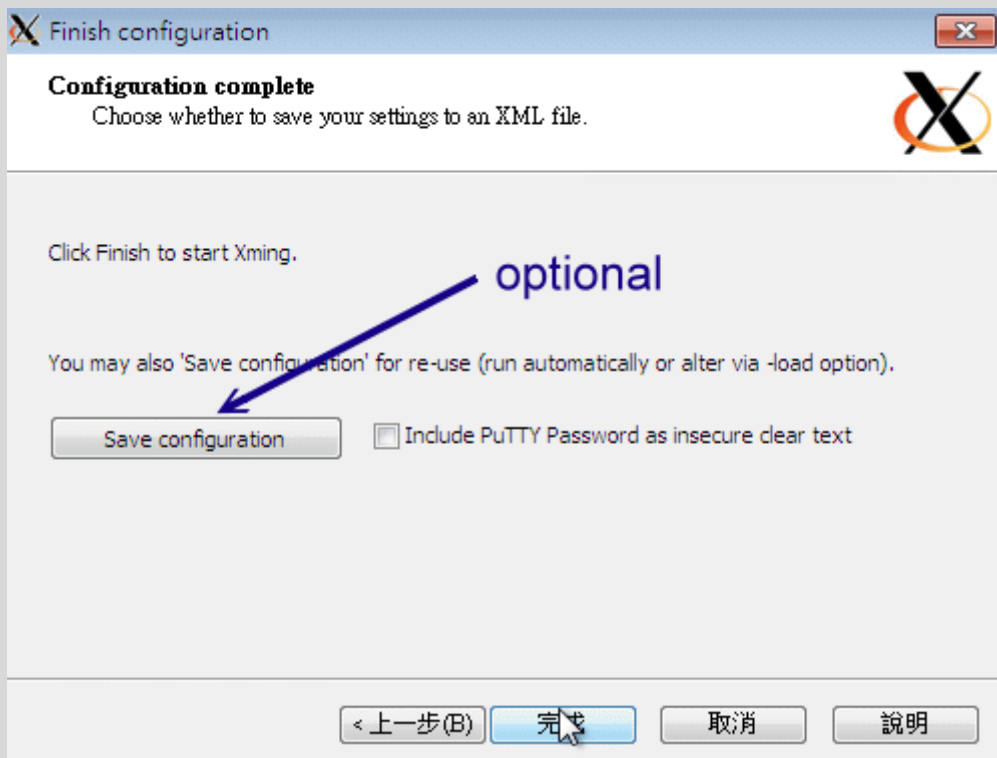 Finish configuration
Configuration complete
Choose whether to save your settings to an XML file.
Click Finish to start Xming.
optional
You may also 'Save configuration' for re-use (run automatically or alter via -load option).
Save configuration
Include PuTTY Password as insecure clear text
<上一步(B) 完成 取消 說明